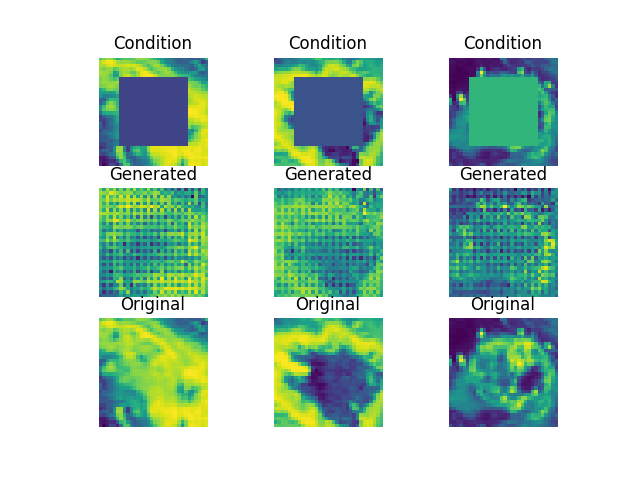 Condition Condition Condition
Generated Generated Generated
Original Original Original